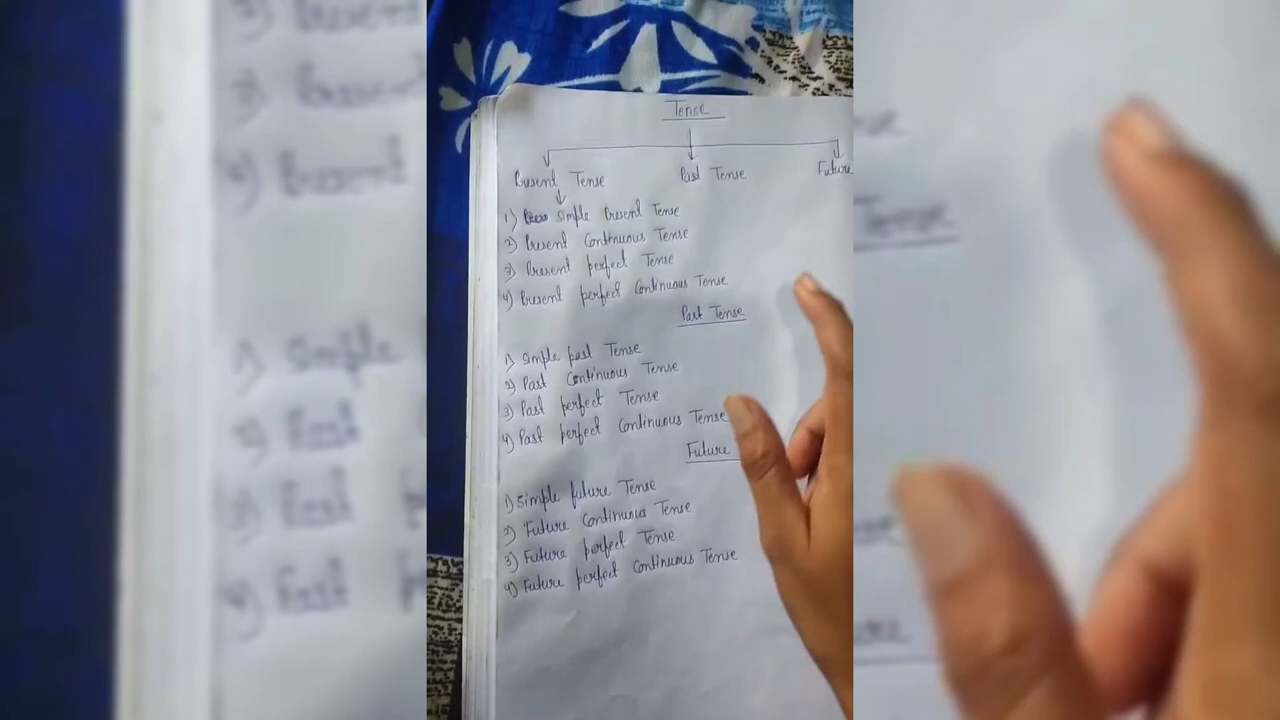 Tense
Present Tense Past Tense Future
1) simple Present Tense
2) Present Continuous Tense
3) Present perfect Tense
4) Present perfect Continuous Tense
Past Tense
1) Simple past Tense
2) Past Continuous Tense
3) Past perfect Tense
4) Past perfect Continuous Tense
Future
1) Simple future Tense
2) Future Continuous Tense
3) Future perfect Tense
4) Future perfect Continuous Tense